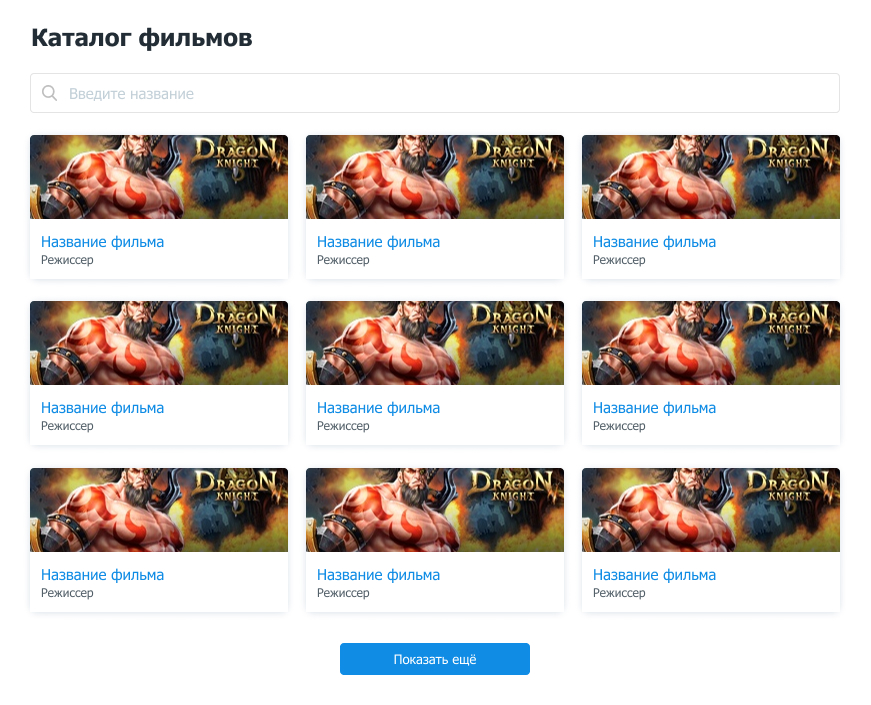 Каталог фильмов
Введите название
DRAGON
KNIGHT
DRAGON
KNIGHT
DRAGON
KNIGHT
Название фильма
Режиссер
Название фильма
Режиссер
Название фильма
Режиссер
DRAGON
KNIGHT
DRAGON
KNIGHT
DRAGON
KNIGHT
Название фильма
Режиссер
Название фильма
Режиссер
Название фильма
Режиссер
DRAGON
KNIGHT
DRAGON
KNIGHT
DRAGON
KNIGHT
Название фильма
Режиссер
Название фильма
Режиссер
Название фильма
Режиссер
Показать ещё